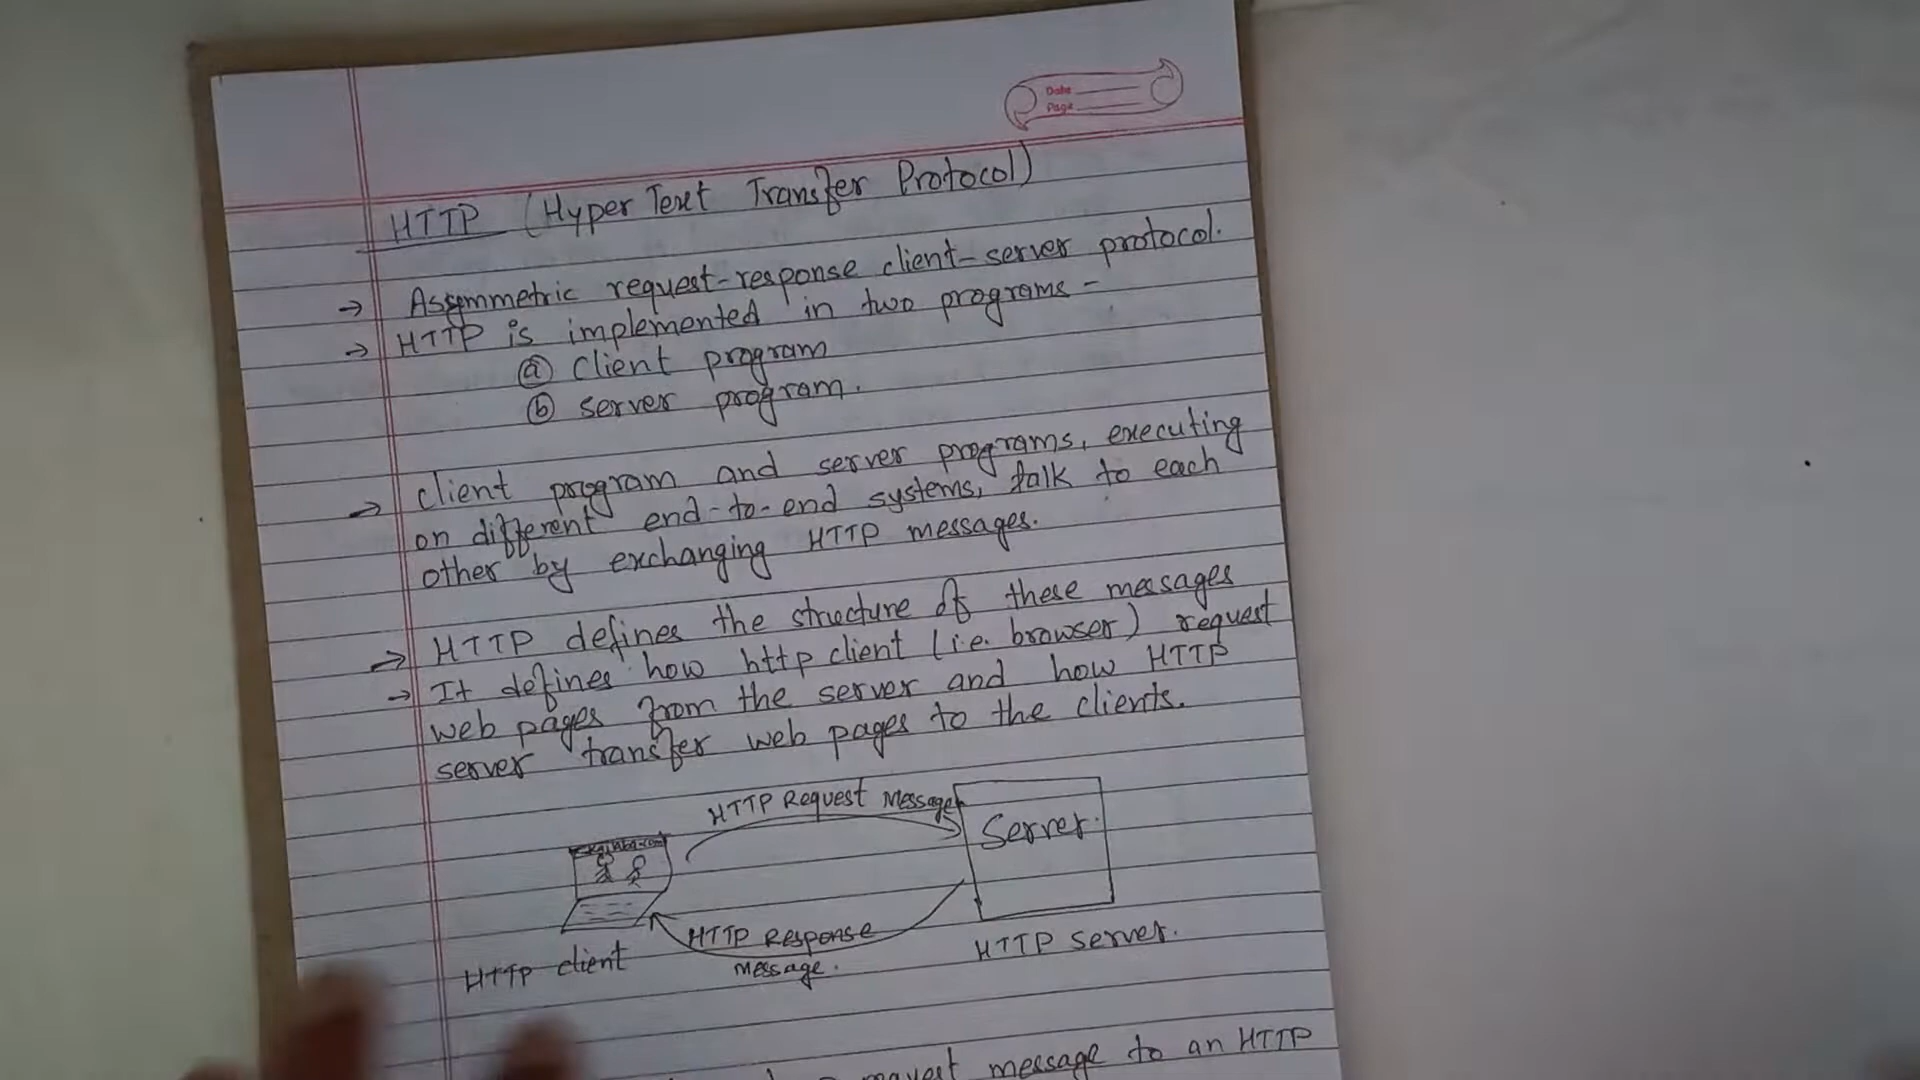 Date
Page
HTTP (Hyper Text Transfer Protocol)
→ Assymmetric request-response client-server protocol.
→ HTTP is implemented in two programs -
ⓐ Client program
ⓑ server program.
→ client program and server programs, executing
on different end-to-end systems, talk to each
other by exchanging HTTP messages.
→ HTTP defines the structure of these messages
→ It defines how http client (i.e. browser) request
web pages from the server and how HTTP
server transfer web pages to the clients.
HTTP Request Message
Server
HTTP Response
message.
HTTP client
HTTP server.
message to an HTTP